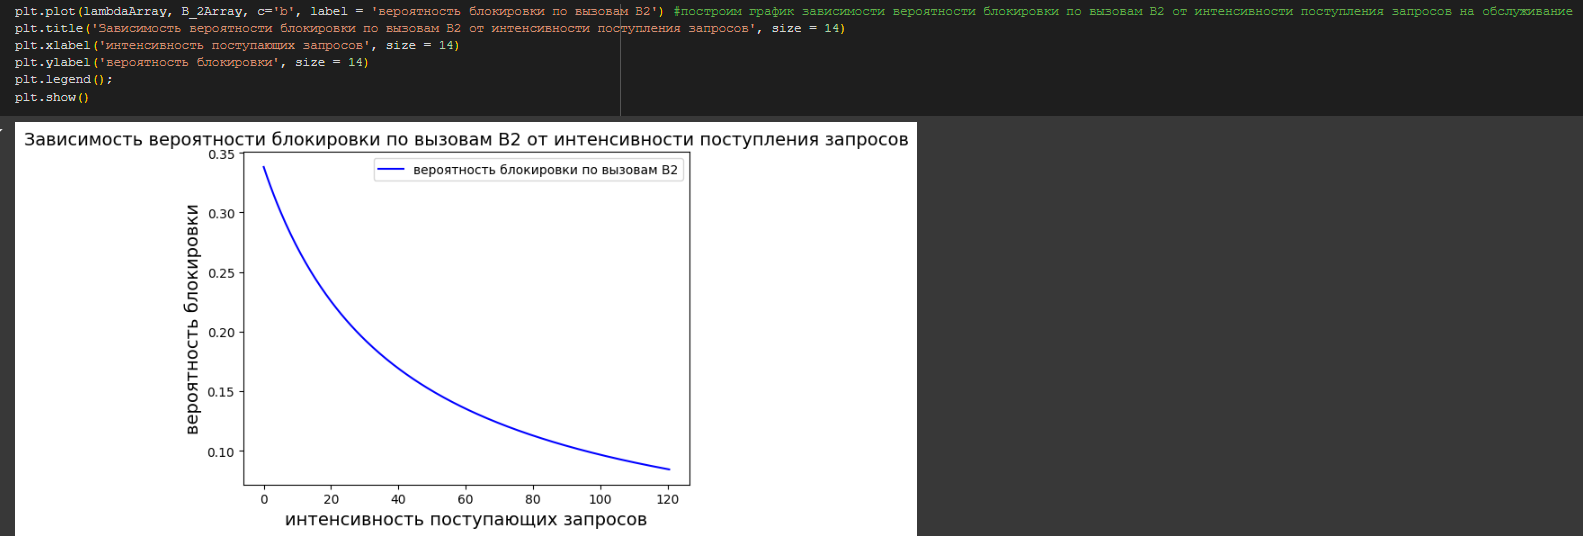 plt.plot(lambdaArray, B_2Array, c='b', label = 'вероятность блокировки по вызовам B2') #построим график зависимости вероятности блокировки по вызовам B2 от интенсивности поступления запросов на обслуживание
plt.title('Зависимость вероятности блокировки по вызовам B2 от интенсивности поступления запросов', size = 14)
plt.xlabel('интенсивность поступающих запросов', size = 14)
plt.ylabel('вероятность блокировки', size = 14)
plt.legend();
plt.show()
Зависимость вероятности блокировки по вызовам B2 от интенсивности поступления запросов
вероятность блокировки по вызовам B2
вероятность блокировки
0.35
0.30
0.25
0.20
0.15
0.10
0 20 40 60 80 100 120
интенсивность поступающих запросов